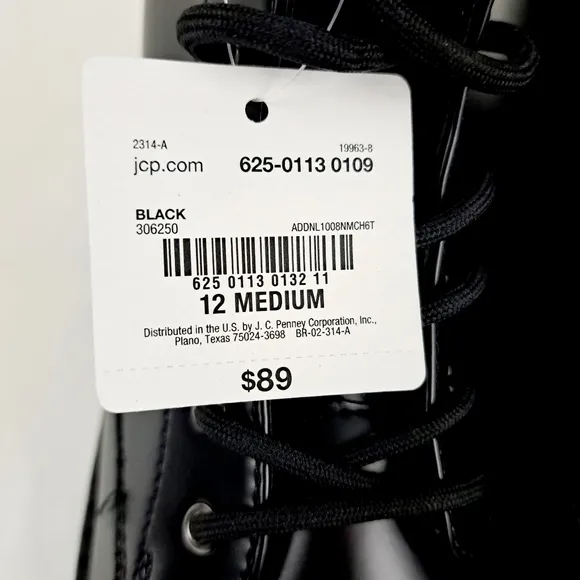 2314-A 19963-8
jcp.com 625-0113 0109
BLACK
306250 ADDNL1008NMCH6T
625 0113 0132 11
12 MEDIUM
Distributed in the U.S. by J. C. Penney Corporation, Inc.,
Plano, Texas 75024-3698 BR-02-314-A
$89